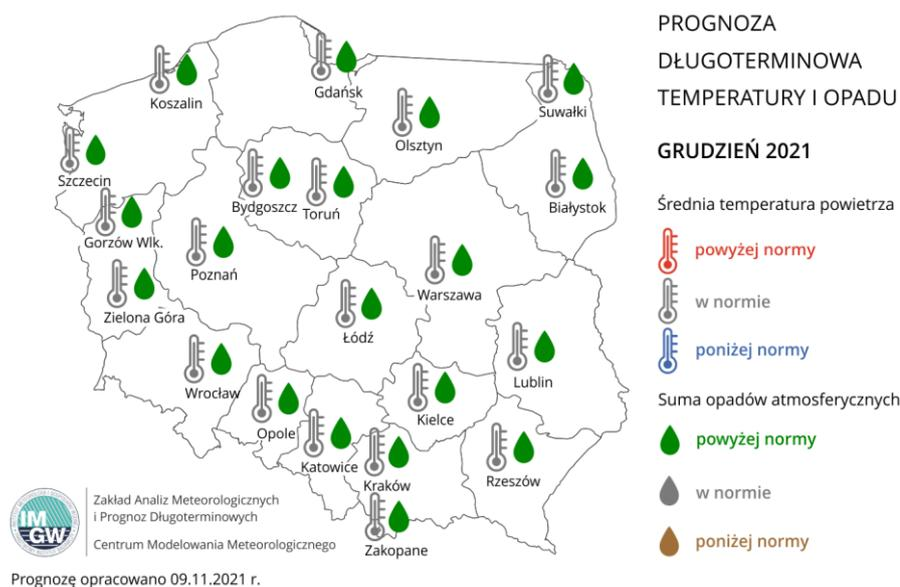 PROGNOZA
DŁUGOTERMINOWA
TEMPERATURY I OPADU
GRUDZIEŃ 2021
Średnia temperatura powietrza
powyżej normy
w normie
poniżej normy
Suma opadów atmosferycznych
powyżej normy
w normie
poniżej normy
Koszalin
Gdańsk
Suwałki
Olsztyn
Szczecin
Bydgoszcz
Toruń
Białystok
Gorzów Wlk.
Poznań
Warszawa
Zielona Góra
Łódź
Wrocław
Lublin
Opole
Kielce
Katowice
Kraków
Rzeszów
Zakopane
IM
GW
Zakład Analiz Meteorologicznych
i Prognoz Długoterminowych
Centrum Modelowania Meteorologicznego
Prognozę opracowano 09.11.2021 r.